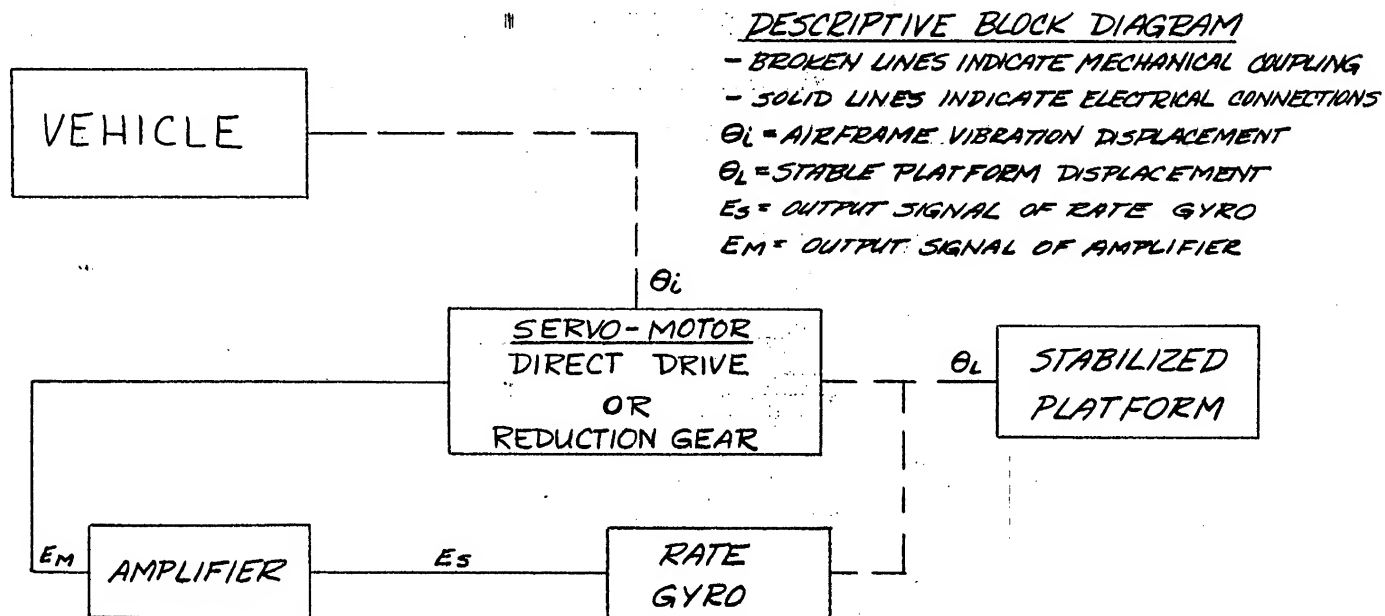 DESCRIPTIVE BLOCK DIAGRAM
- BROKEN LINES INDICATE MECHANICAL COUPLING
- SOLID LINES INDICATE ELECTRICAL CONNECTIONS
θi = AIRFRAME VIBRATION DISPLACEMENT
θL = STABLE PLATFORM DISPLACEMENT
ES = OUTPUT SIGNAL OF RATE GYRO
EM = OUTPUT SIGNAL OF AMPLIFIER
VEHICLE
θi
SERVO-MOTOR
DIRECT DRIVE
OR
REDUCTION GEAR
θL
STABILIZED
PLATFORM
EM
AMPLIFIER
ES
RATE
GYRO